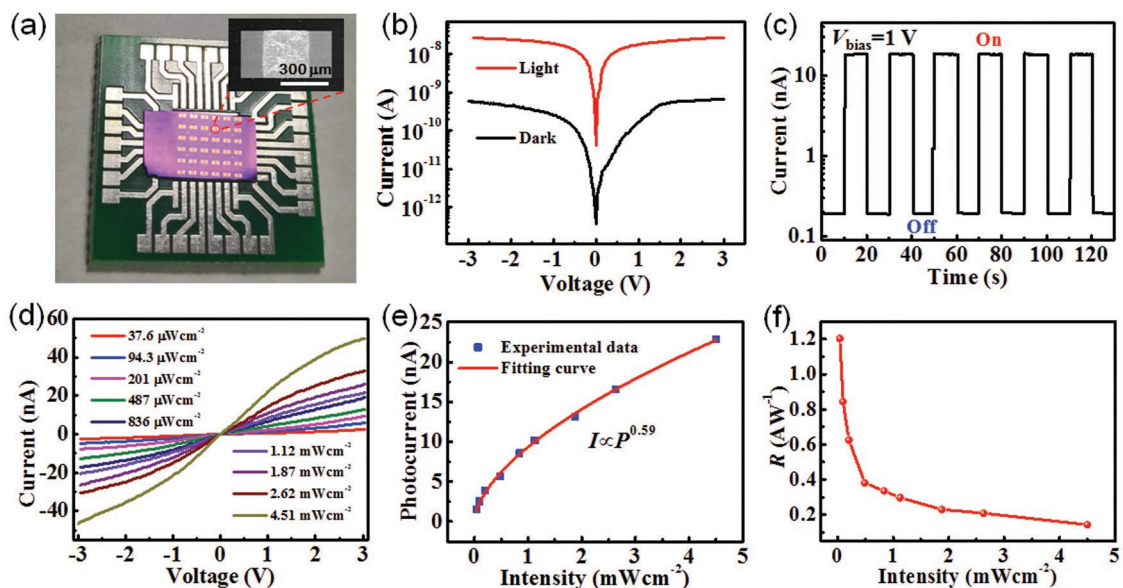 (a)
300 μm
(b)
10⁻⁸
10⁻⁹
10⁻¹⁰
10⁻¹¹
10⁻¹²
Current (A)
Light
Dark
-3 -2 -1 0 1 2 3
Voltage (V)
(c)
V_bias=1 V
On
Off
10
1
0.1
Current (nA)
0 20 40 60 80 100 120
Time (s)
(d)
60
40
20
0
-20
-40
Current (nA)
37.6 μWcm⁻²
94.3 μWcm⁻²
201 μWcm⁻²
487 μWcm⁻²
836 μWcm⁻²
1.12 mWcm⁻²
1.87 mWcm⁻²
2.62 mWcm⁻²
4.51 mWcm⁻²
-3 -2 -1 0 1 2 3
Voltage (V)
(e)
25
20
15
10
5
0
Photocurrent (nA)
Experimental data
Fitting curve
I∝P^0.59
0 1 2 3 4 5
Intensity (mWcm⁻²)
(f)
1.2
1.0
0.8
0.6
0.4
0.2
R (AW⁻¹)
0 1 2 3 4 5
Intensity (mWcm⁻²)